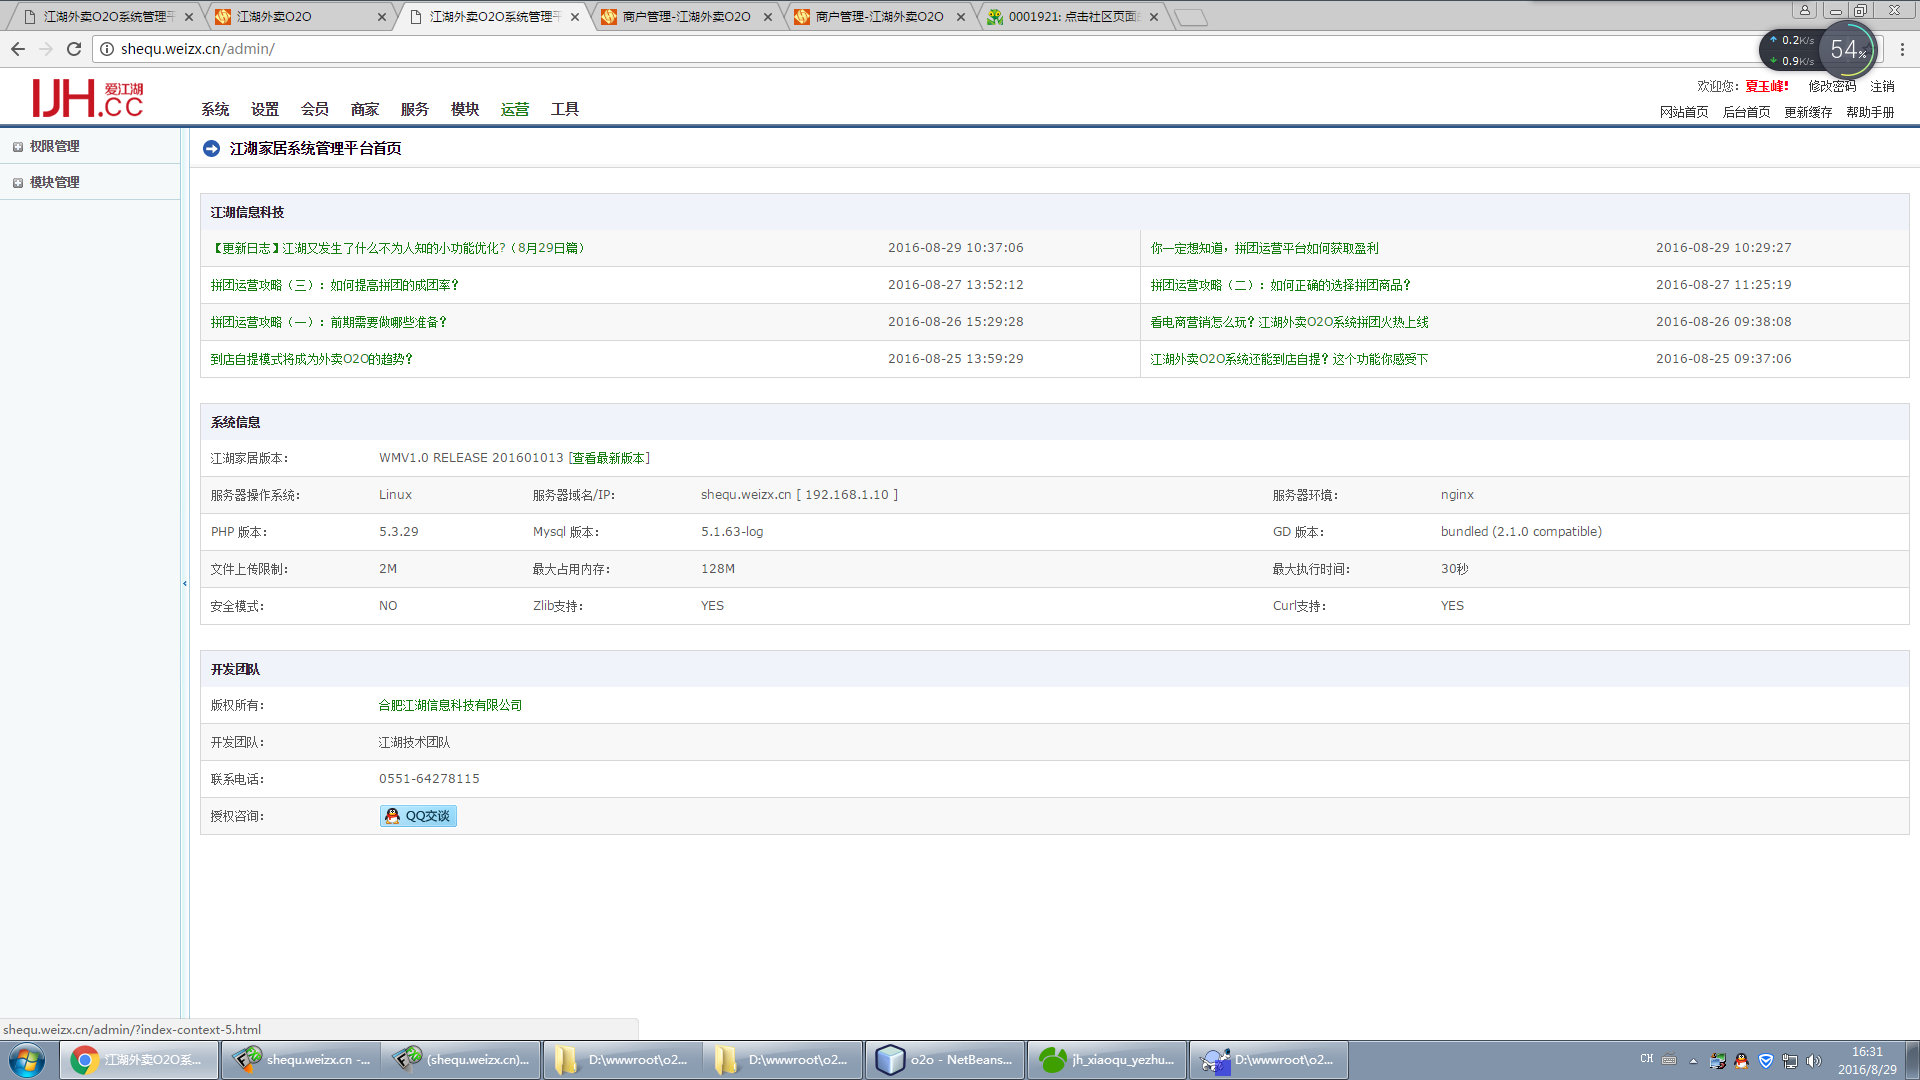 江湖外卖O2O系统管理平
江湖外卖O2O
江湖外卖O2O系统管理平
商户管理-江湖外卖O2O
商户管理-江湖外卖O2O
0001921: 点击社区页面
shequ.weizx.cn/admin/
0.2K/s
0.9K/s
54%
IJH.CC 爱江湖
系统 设置 会员 商家 服务 模块 运营 工具
欢迎您: 夏玉峰! 修改密码 注销
网站首页 后台首页 更新缓存 帮助手册
权限管理
模块管理
江湖家居系统管理平台首页
江湖信息科技
【更新日志】江湖又发生了什么不为人知的小功能优化?(8月29日篇) 2016-08-29 10:37:06 你一定想知道，拼团运营平台如何获取盈利 2016-08-29 10:29:27
拼团运营攻略（三）：如何提高拼团的成团率? 2016-08-27 13:52:12 拼团运营攻略（二）：如何正确的选择拼团商品? 2016-08-27 11:25:19
拼团运营攻略（一）：前期需要做哪些准备? 2016-08-26 15:29:28 看电商营销怎么玩? 江湖外卖O2O系统拼团火热上线 2016-08-26 09:38:08
到店自提模式将成为外卖O2O的趋势? 2016-08-25 13:59:29 江湖外卖O2O系统还能到店自提? 这个功能你感受下 2016-08-25 09:37:06
系统信息
江湖家居版本: WMV1.0 RELEASE 201601013 [查看最新版本]
服务器操作系统: Linux 服务器域名/IP: shequ.weizx.cn [ 192.168.1.10 ] 服务器环境: nginx
PHP 版本: 5.3.29 Mysql 版本: 5.1.63-log GD 版本: bundled (2.1.0 compatible)
文件上传限制: 2M 最大占用内存: 128M 最大执行时间: 30秒
安全模式: NO Zlib支持: YES Curl支持: YES
开发团队
版权所有: 合肥江湖信息科技有限公司
开发团队: 江湖技术团队
联系电话: 0551-64278115
授权咨询: QQ交谈
shequ.weizx.cn/admin/?index-context-5.html
江湖外卖O2O系...
shequ.weizx.cn -...
(shequ.weizx.cn)...
D:\wwwroot\o2...
D:\wwwroot\o2...
o2o - NetBeans...
jh_xiaoqu_yezhu...
D:\wwwroot\o2...
CH
16:31
2016/8/29